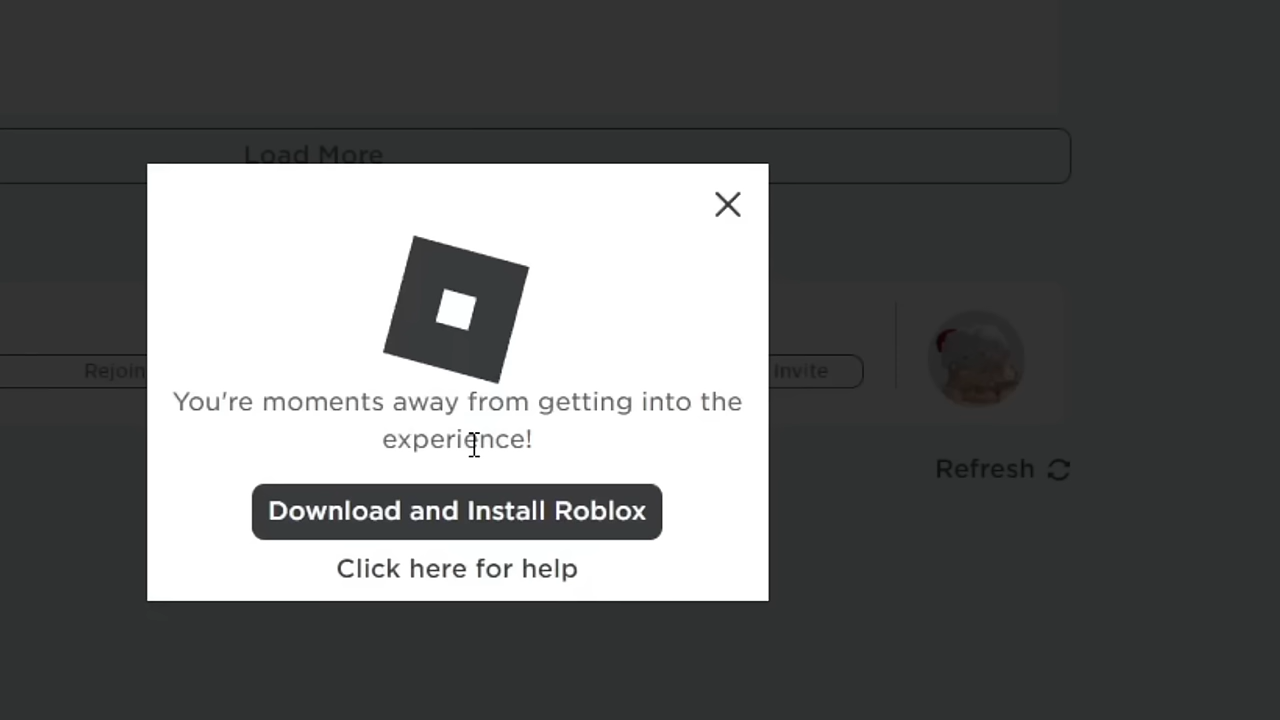 Load More
You're moments away from getting into the
experience!
Download and Install Roblox
Click here for help
Rejoin
Invite
Refresh